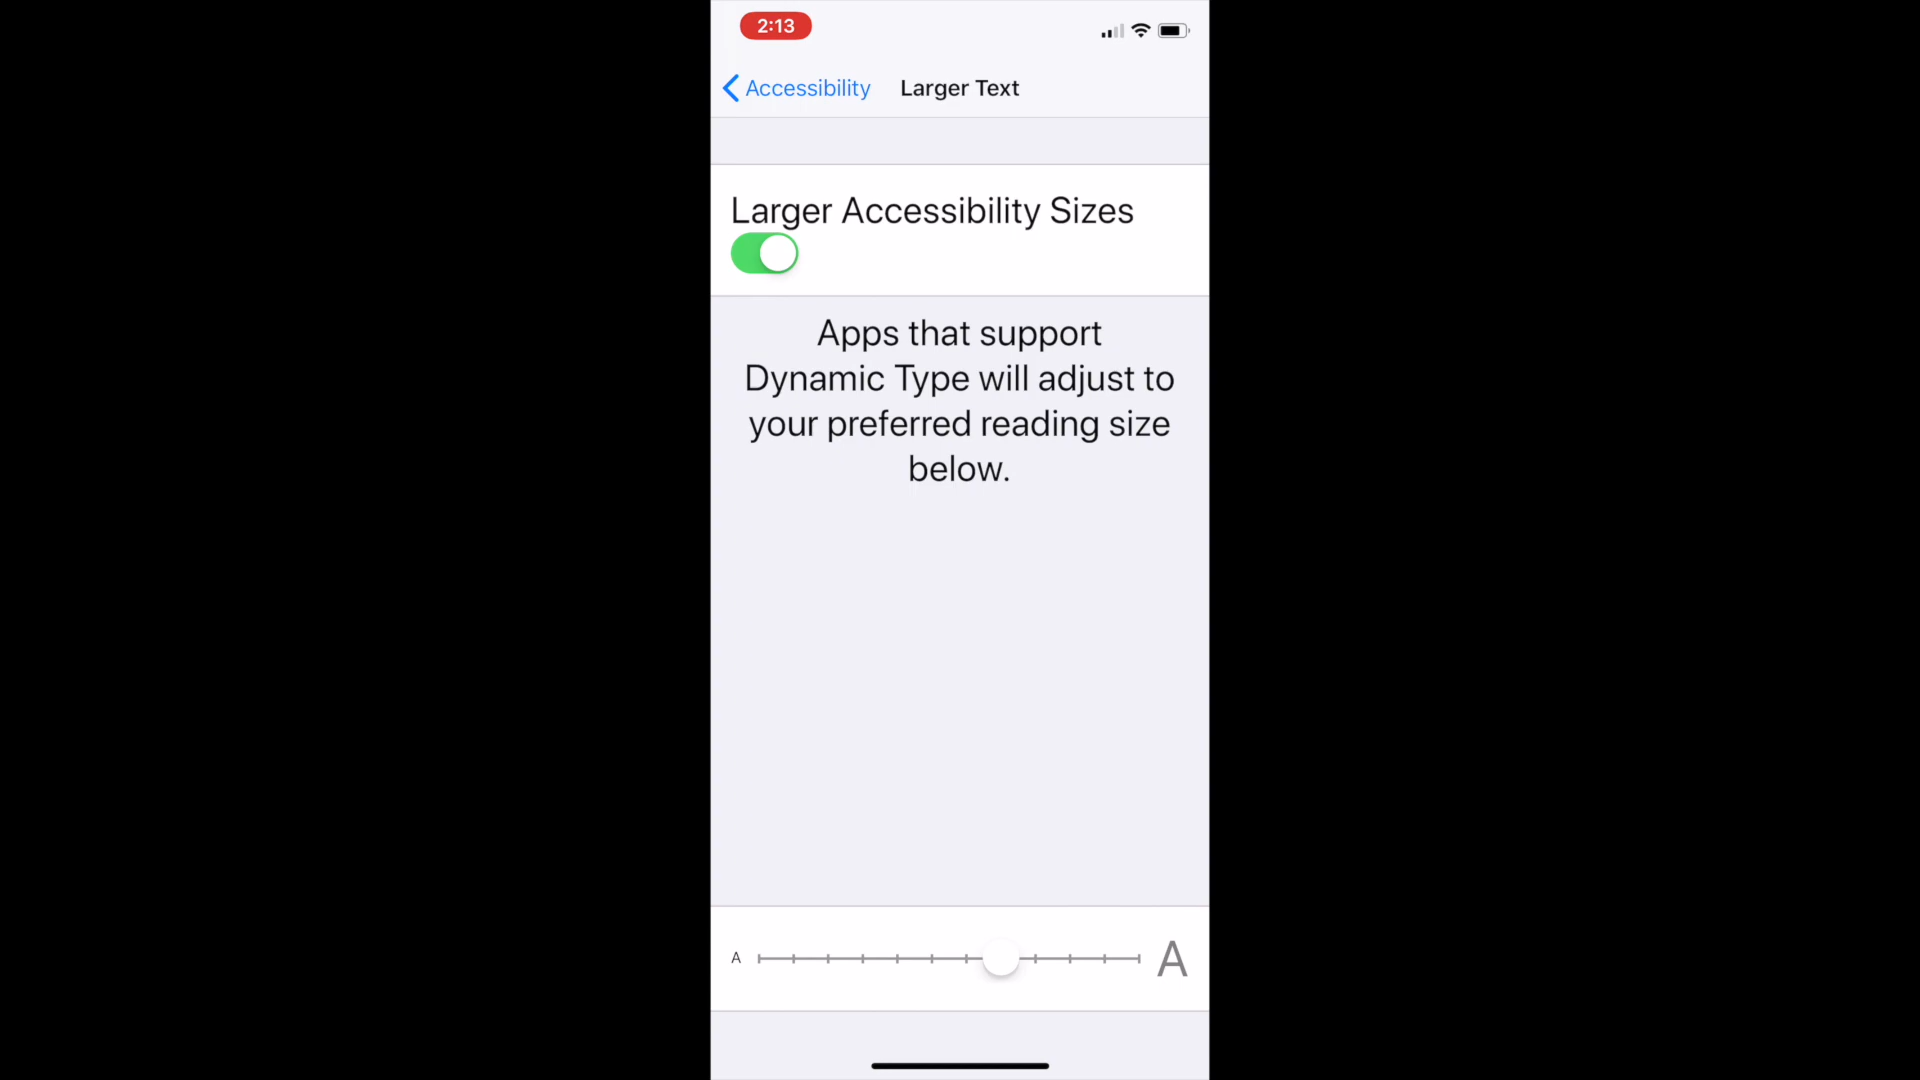 2:13
Accessibility Larger Text
Larger Accessibility Sizes
Apps that support
Dynamic Type will adjust to
your preferred reading size
below.
A A